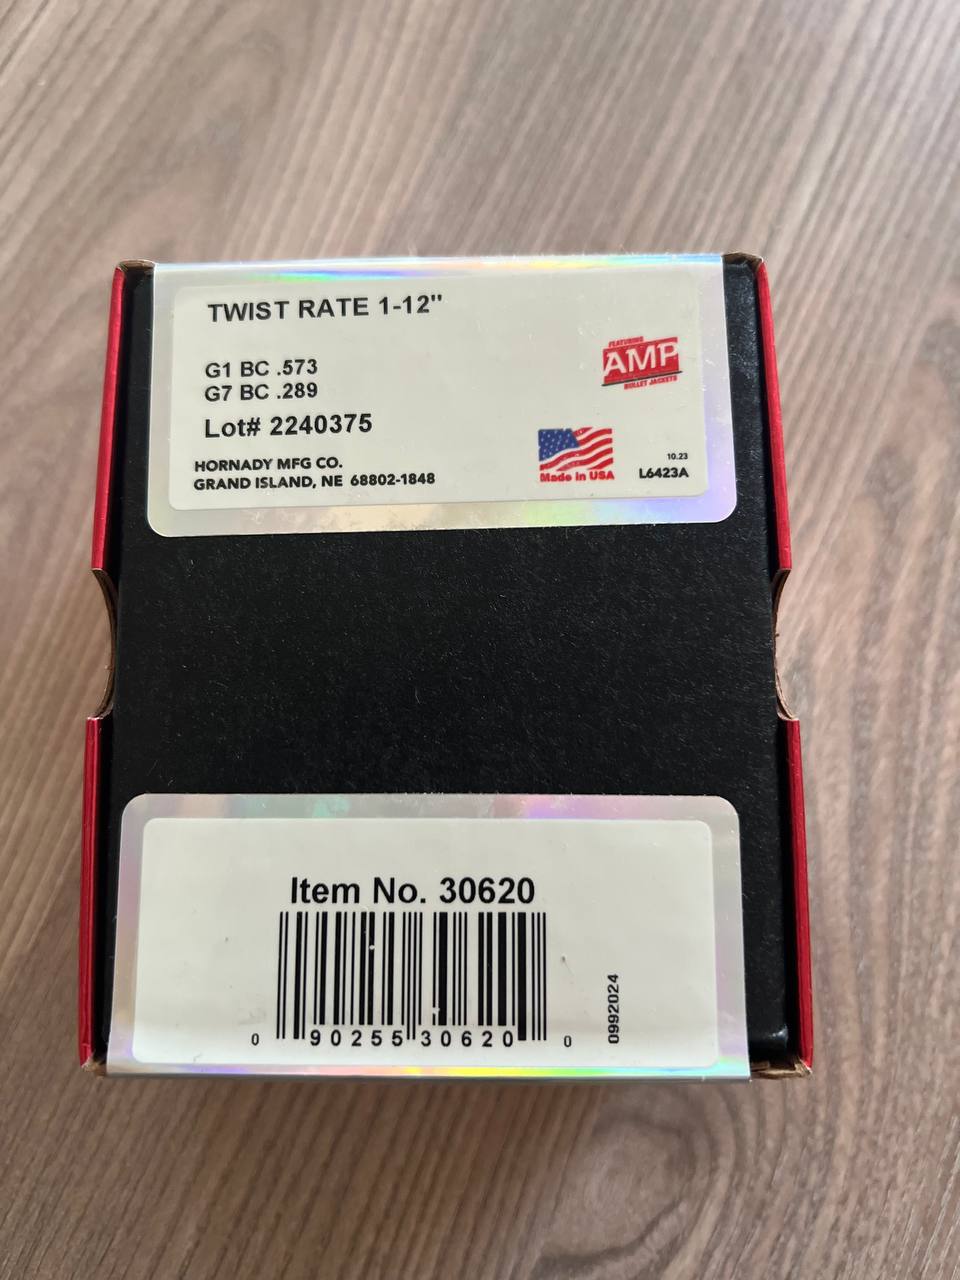 TWIST RATE 1-12"
G1 BC .573
G7 BC .289
Lot# 2240375
HORNADY MFG CO.
GRAND ISLAND, NE 68802-1848
FEATURING
AMP
BULLET JACKETS
Made in USA
10.23
L6423A
Item No. 30620
0 90255 30620 0
0992024